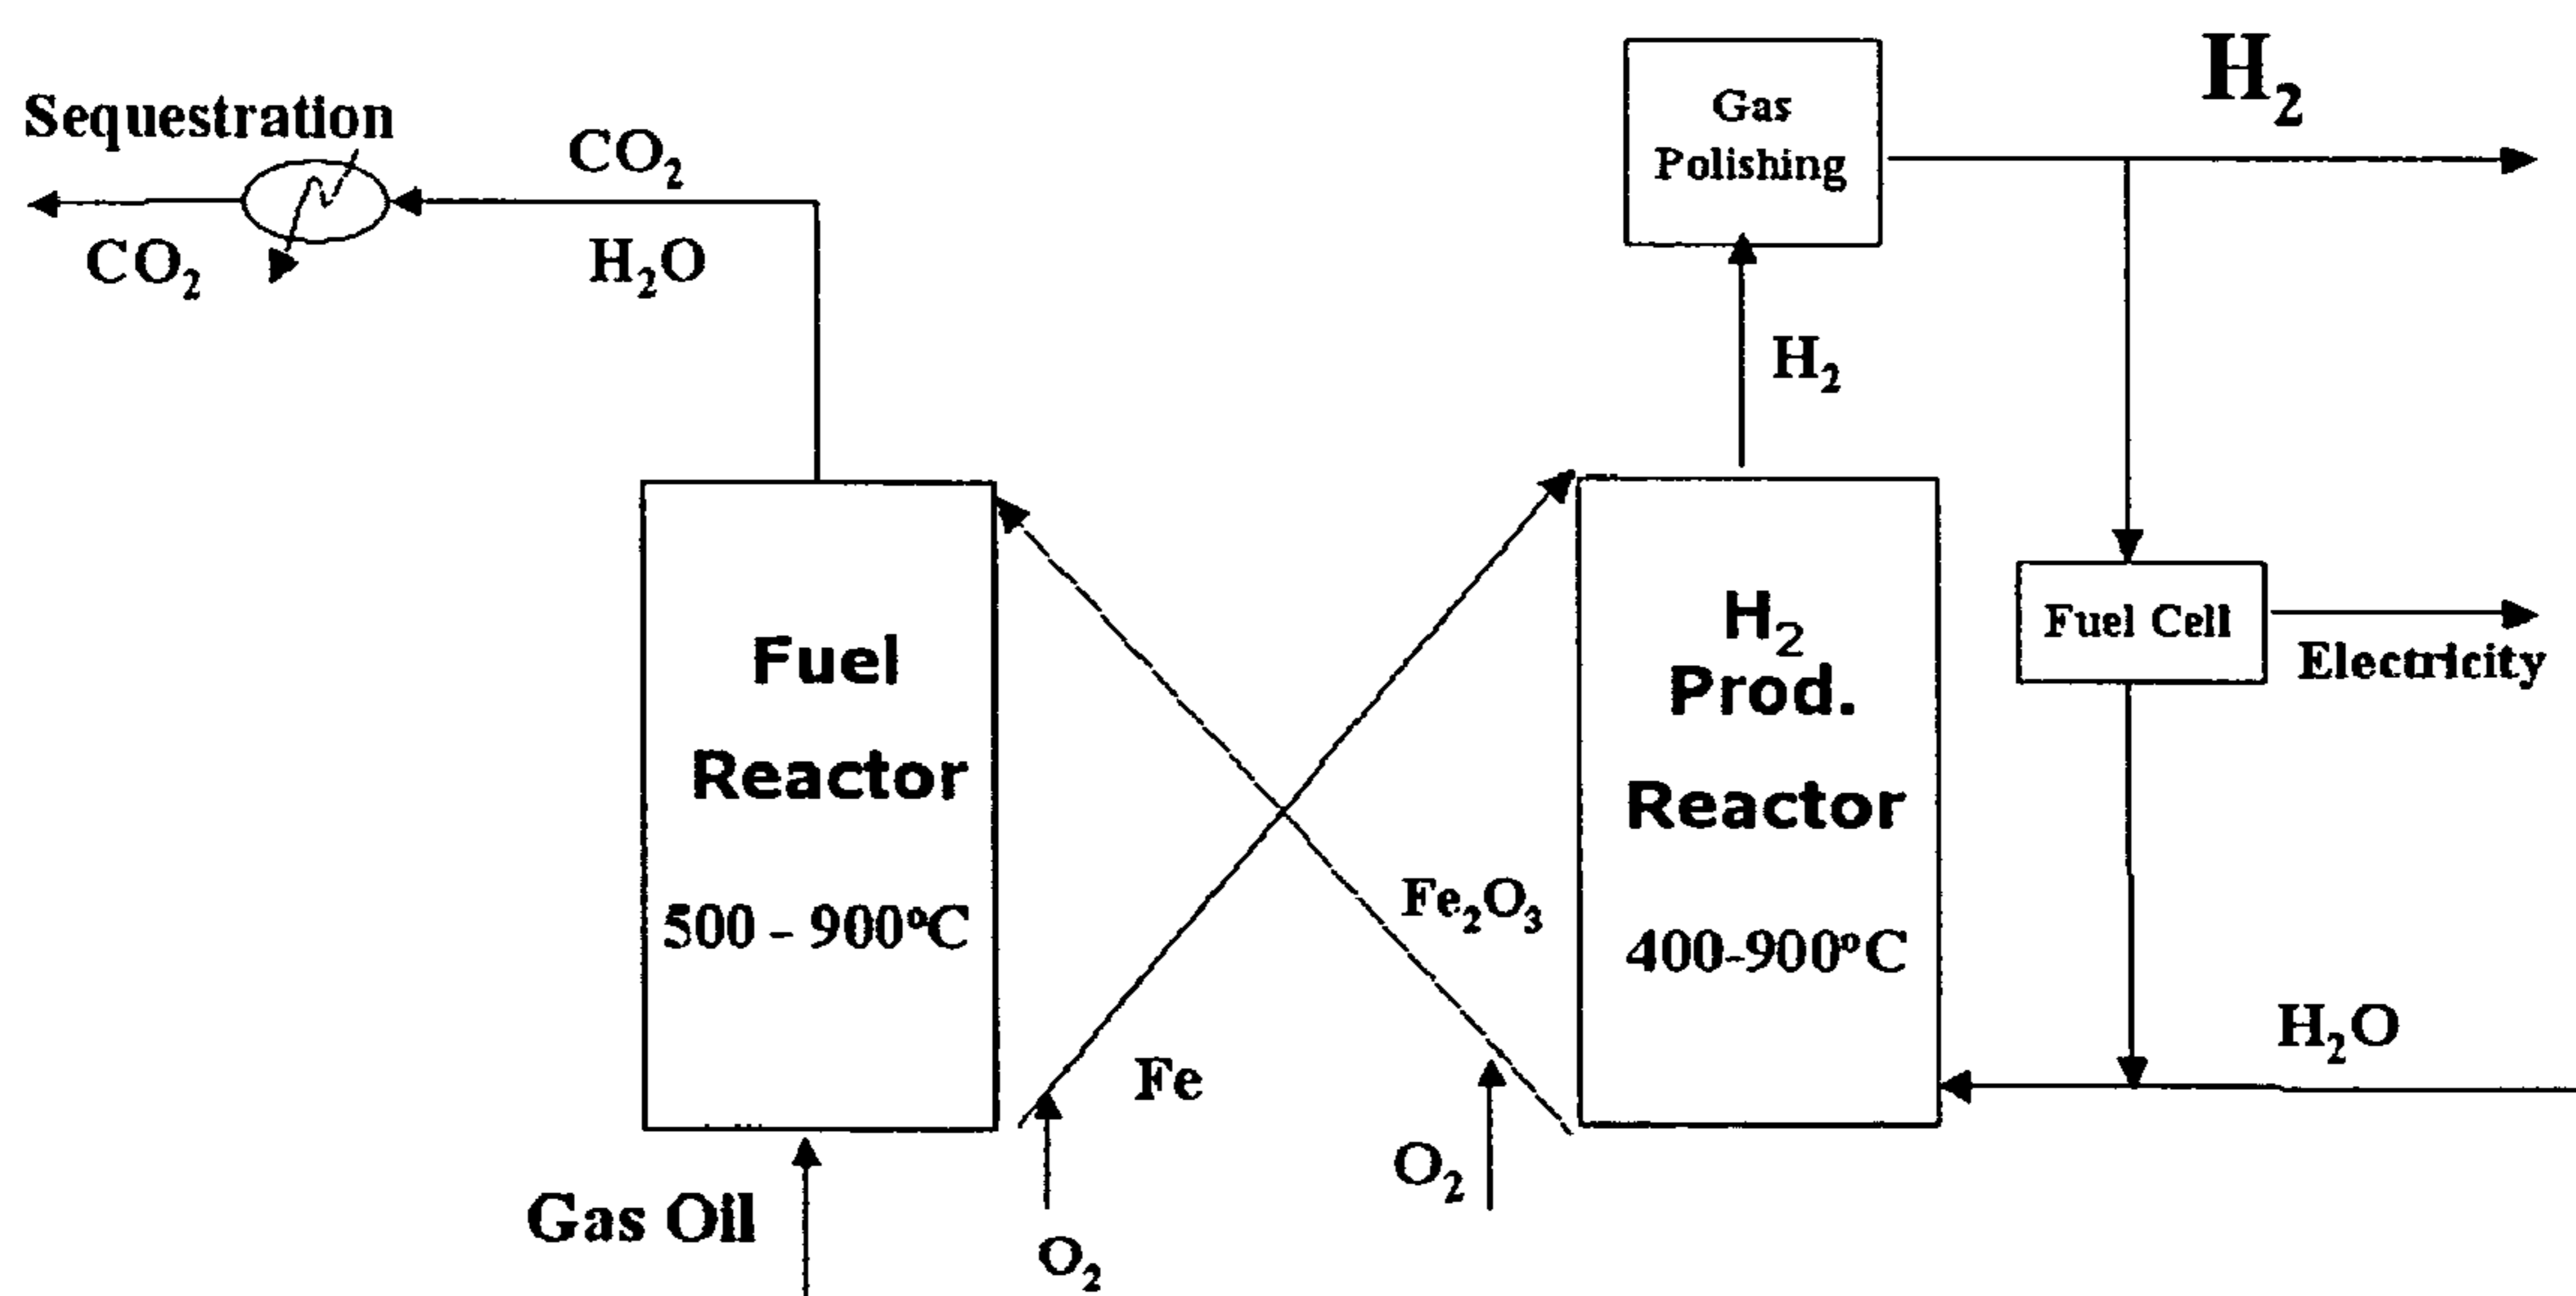 Sequestration
CO₂
CO₂
H₂O
Gas
Polishing
H₂
H₂
Fuel
Reactor
500 - 900°C
H₂
Prod.
Reactor
400-900°C
Fuel Cell
Electricity
Fe₂O₃
Fe
H₂O
O₂
Gas Oil
O₂